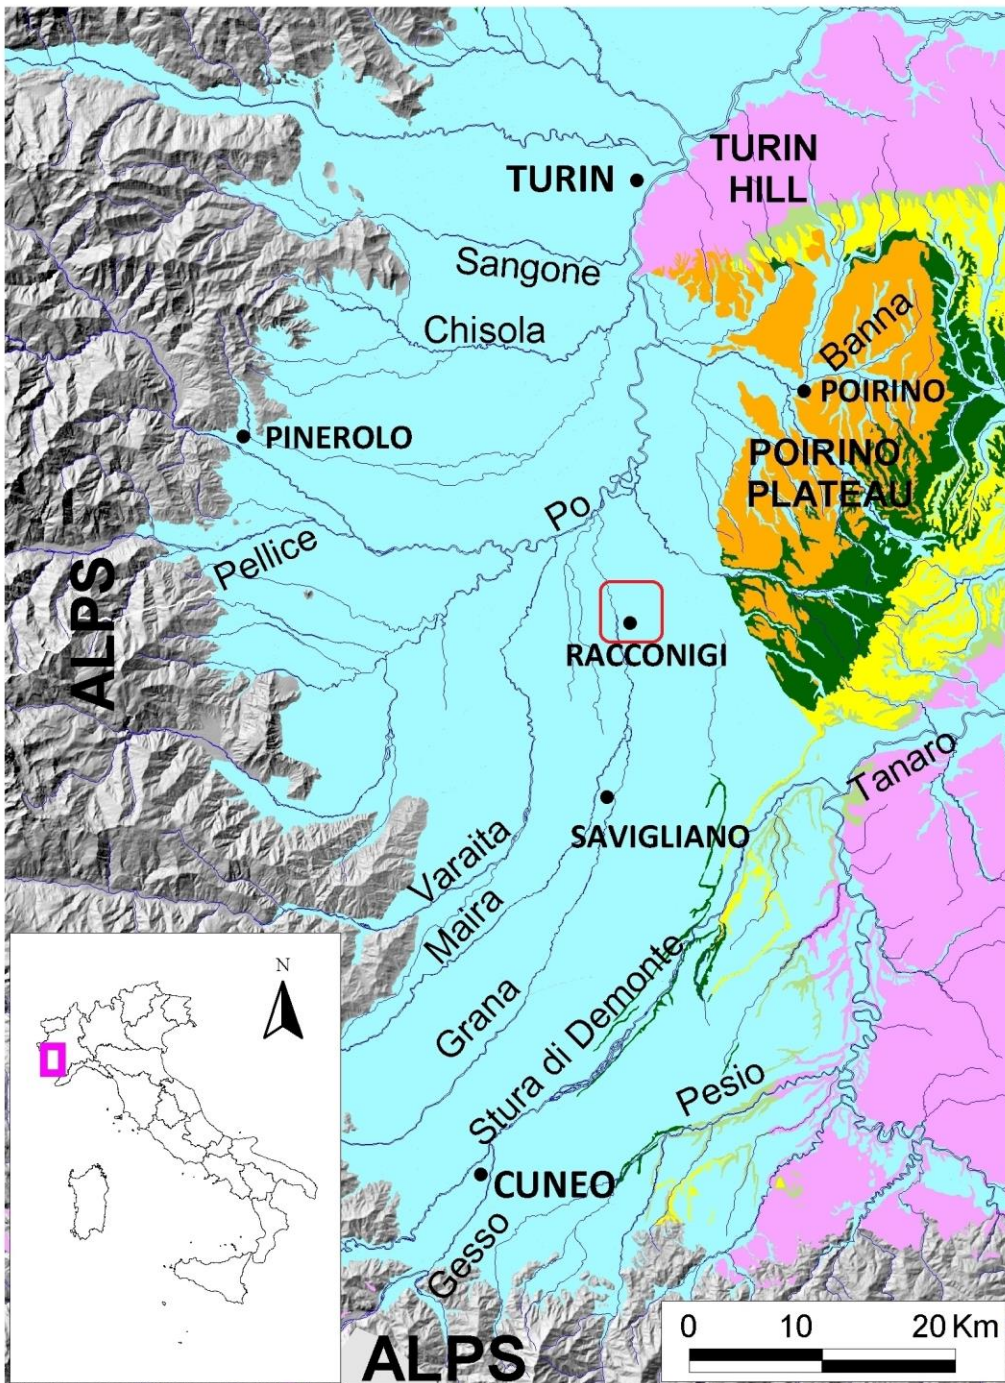 TURIN
HILL
TURIN
Sangone
Chisola
Banna
POIRINO
PINEROLO
POIRINO
PLATEAU
Po
Pellice
ALPS
RACCONIGI
Tanaro
SAVIGLIANO
Varaita
Maira
Grana
Stura di Demonte
Pesio
N
CUNEO
Gesso
0 10 20 Km
ALPS